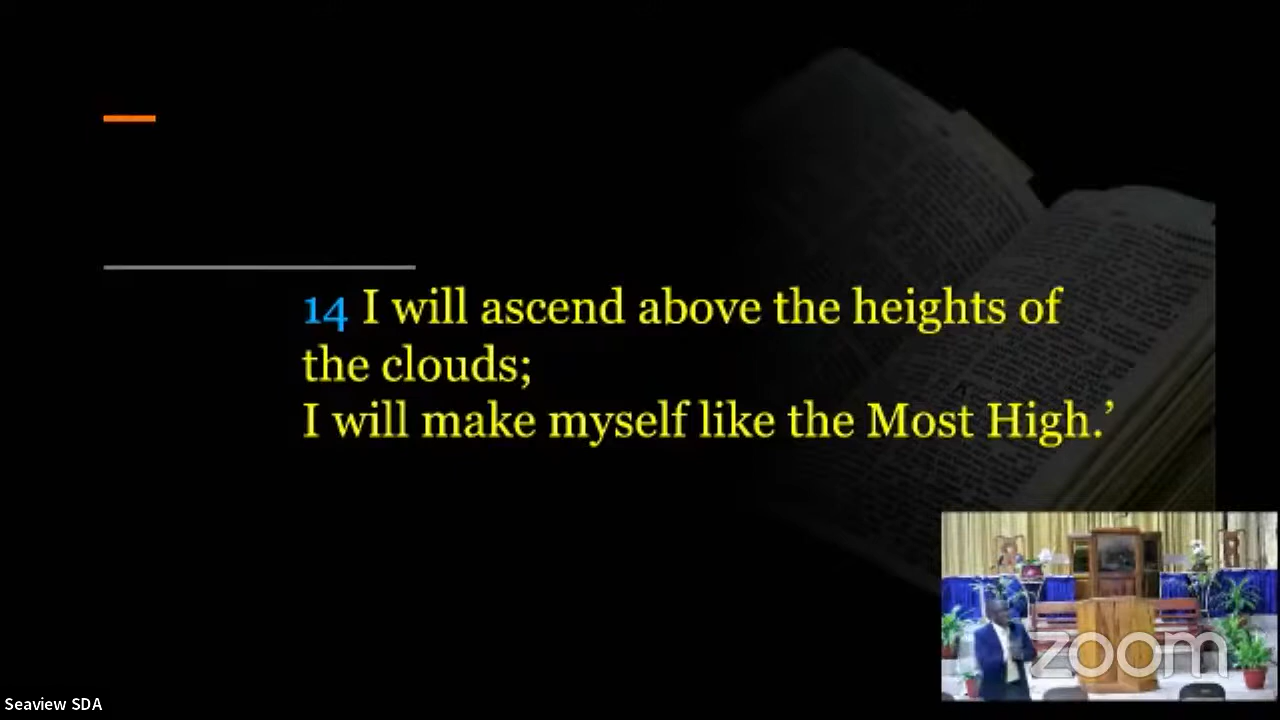 14 I will ascend above the heights of
the clouds;
I will make myself like the Most High.’
zoom
Seaview SDA